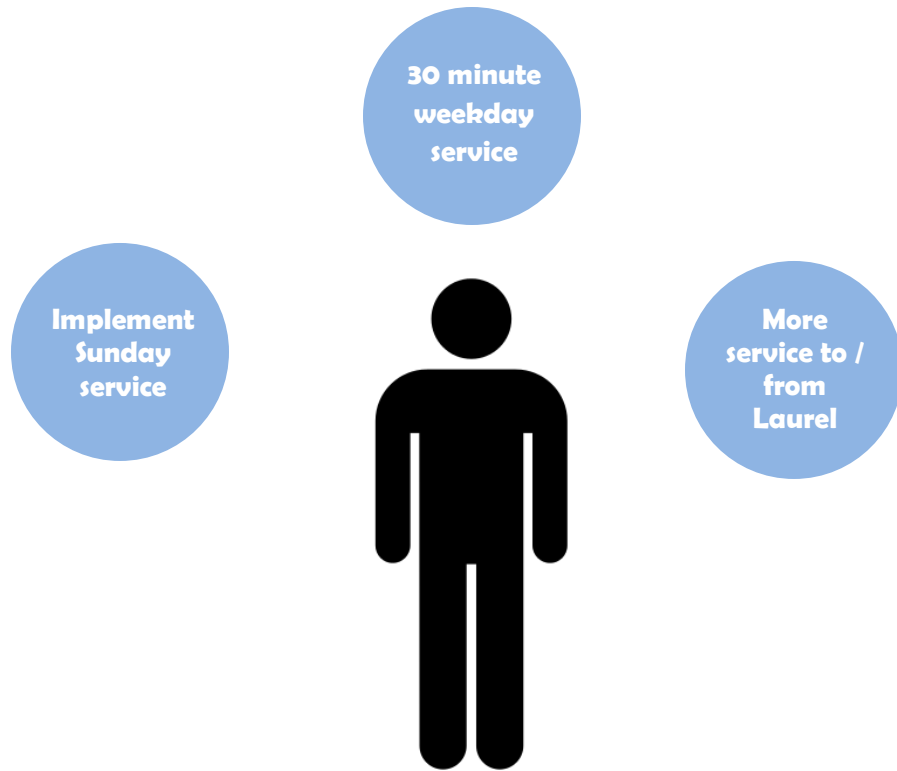 30 minute
weekday
service
Implement
Sunday
service
More
service to /
from
Laurel